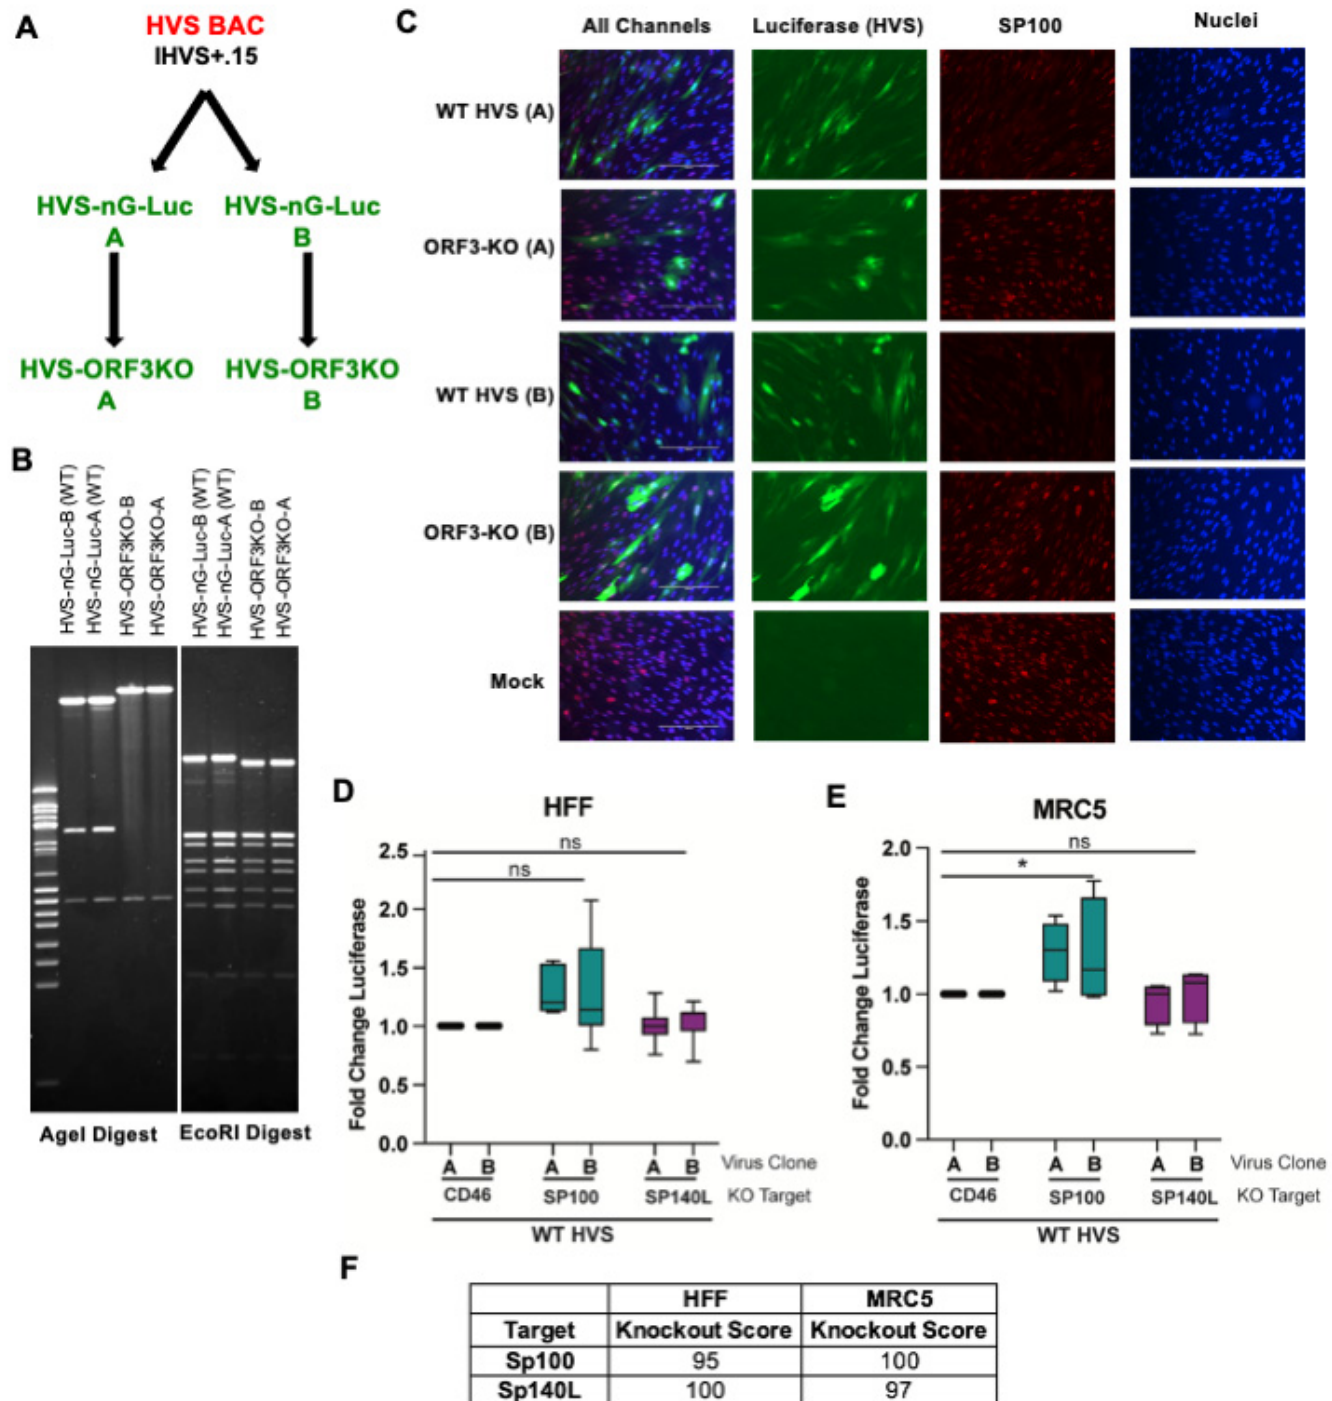 A
HVS BAC
IHVS+.15
HVS-nG-Luc
A
HVS-nG-Luc
B
HVS-ORF3KO
A
HVS-ORF3KO
B
B
HVS-nG-Luc-B (WT)
HVS-nG-Luc-A (WT)
HVS-ORF3KO-B
HVS-ORF3KO-A
HVS-nG-Luc-B (WT)
HVS-nG-Luc-A (WT)
HVS-ORF3KO-B
HVS-ORF3KO-A
AgeI Digest
EcoRI Digest
C
All Channels
Luciferase (HVS)
SP100
Nuclei
WT HVS (A)
ORF3-KO (A)
WT HVS (B)
ORF3-KO (B)
Mock
D
HFF
Fold Change Luciferase
2.5
2.0
1.5
1.0
0.5
0.0
ns
ns
A B A B A B Virus Clone
CD46 SP100 SP140L KO Target
WT HVS
E
MRC5
Fold Change Luciferase
2.0
1.5
1.0
0.5
0.0
ns
*
A B A B A B Virus Clone
CD46 SP100 SP140L KO Target
WT HVS
F
HFF MRC5
Target Knockout Score Knockout Score
Sp100 95 100
Sp140L 100 97